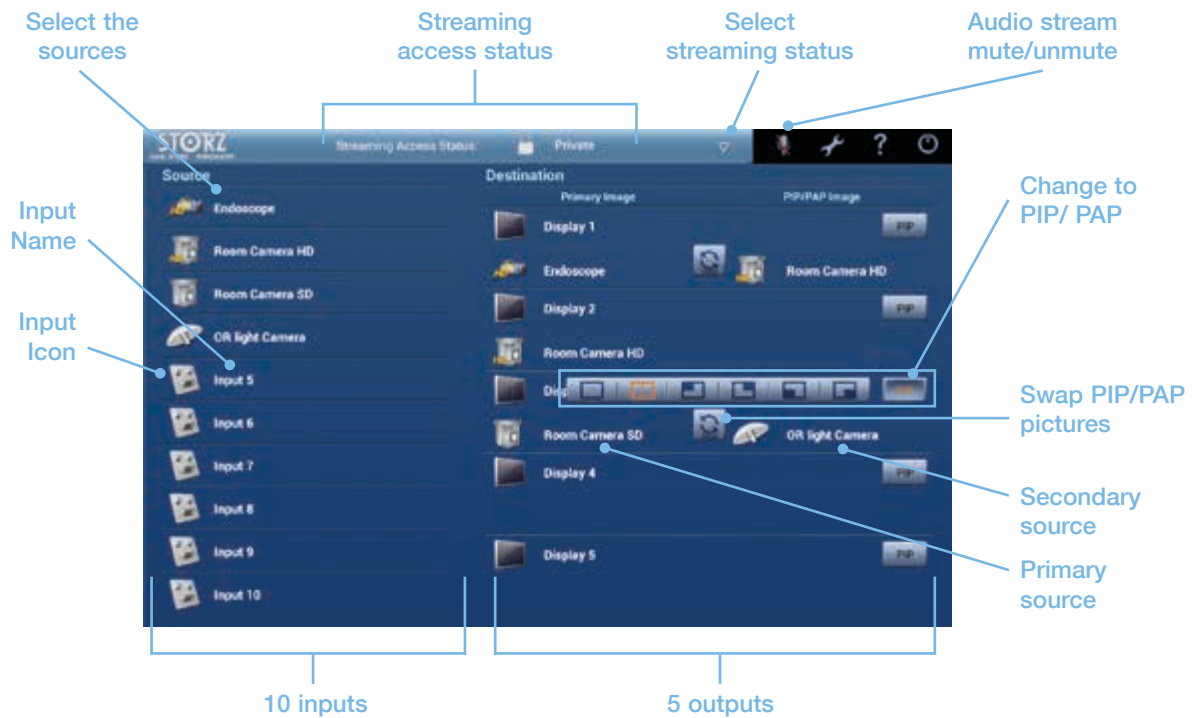 Select the
sources
Streaming
access status
Select
streaming status
Audio stream
mute/unmute
STORZ
Streaming Access Status:
Private
?
Source
Destination
Primary Image
PIP/PAP Image
Endoscope
Room Camera HD
Room Camera SD
OR light Camera
Input 5
Input 6
Input 7
Input 8
Input 9
Input 10
Display 1
PIP
Endoscope
Room Camera HD
Display 2
PIP
Room Camera HD
Disp
Room Camera SD
OR light Camera
Display 4
PIP
Display 5
PIP
Input
Name
Input
Icon
Change to
PIP/ PAP
Swap PIP/PAP
pictures
Secondary
source
Primary
source
10 inputs
5 outputs